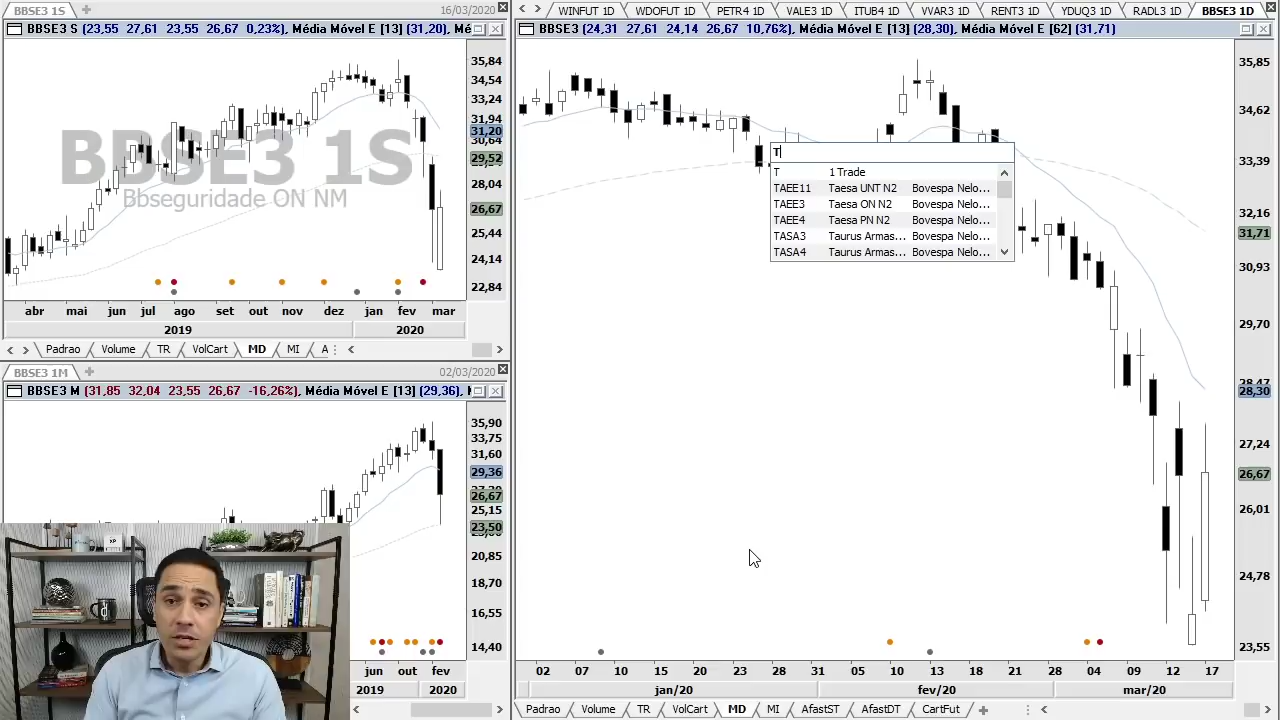 BBSE3 1S
16/03/2020
BBSE3 S (23,55 27,61 23,55 26,67 0,23%), Média Móvel E [13] (31,20), Mé
35,84
34,54
33,24
31,94
31,20
30,64
29,52
28,04
26,67
25,44
24,14
22,84
BBSE3 1S
Bbseguridade ON NM
abr mai jun jul ago set out nov dez jan fev mar
2019 2020
Padrao Volume TR VolCart MD MI A
BBSE3 1M
02/03/2020
BBSE3 M (31,85 32,04 23,55 26,67 -16,26%), Média Móvel E [13] (29,36),
35,90
33,75
31,60
29,36
26,67
25,15
23,50
20,85
18,70
16,55
14,40
XP
jun out fev
2019 2020
WINFUT 1D WDOFUT 1D PETR4 1D VALE3 1D ITUB4 1D VVAR3 1D RENT3 1D YDUQ3 1D RADL3 1D BBSE3 1D
BBSE3 (24,31 27,61 24,14 26,67 10,76%), Média Móvel E [13] (28,30), Média Móvel E [62] (31,71)
T
T 1 Trade
TAEE11 Taesa UNT N2 Bovespa Nelo...
TAEE3 Taesa ON N2 Bovespa Nelo...
TAEE4 Taesa PN N2 Bovespa Nelo...
TASA3 Taurus Armas... Bovespa Nelo...
TASA4 Taurus Armas... Bovespa Nelo...
35,85
34,62
33,39
32,16
31,71
30,93
29,70
28,47
28,30
27,24
26,67
26,01
24,78
23,55
02 07 10 15 20 23 28 31 05 10 13 18 21 28 04 09 12 17
jan/20 fev/20 mar/20
Padrao Volume TR VolCart MD MI AfastST AfastDT CartFut